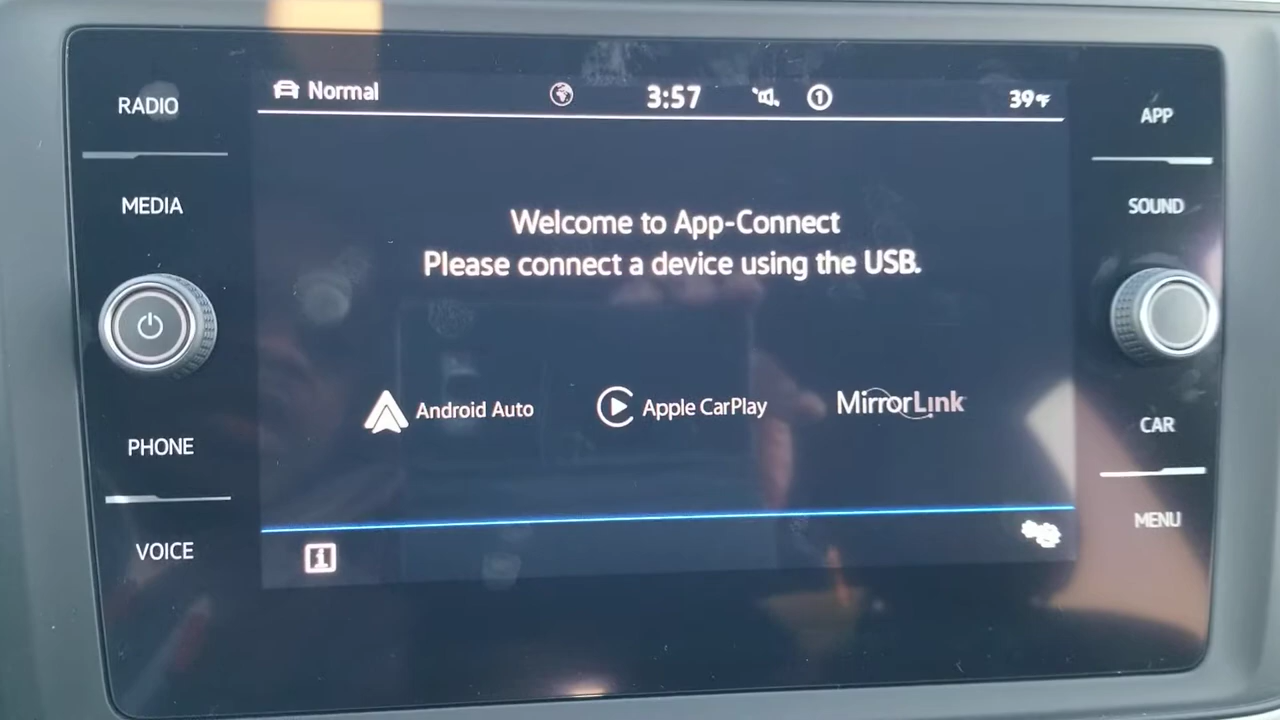 RADIO
MEDIA
PHONE
VOICE
Normal
3:57
1
39°F
Welcome to App-Connect
Please connect a device using the USB.
Android Auto
Apple CarPlay
MirrorLink
i
APP
SOUND
CAR
MENU